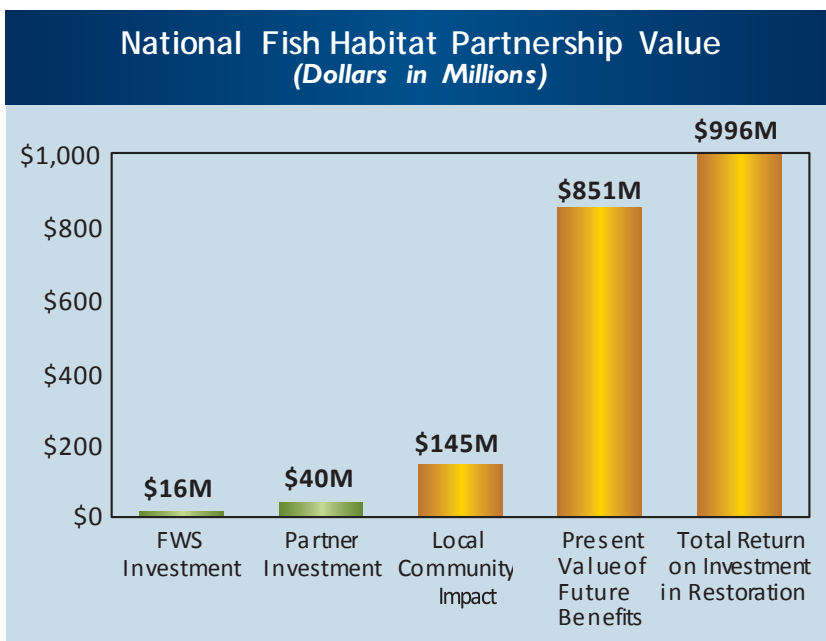 National Fish Habitat Partnership Value
(Dollars in Millions)
$1,000
$800
$600
$400
$200
$0
$16M
$40M
$145M
$851M
$996M
FWS
Investment
Partner
Investment
Local
Community
Impact
Present
Value of
Future
Benefits
Total Return
on Investment
in Restoration